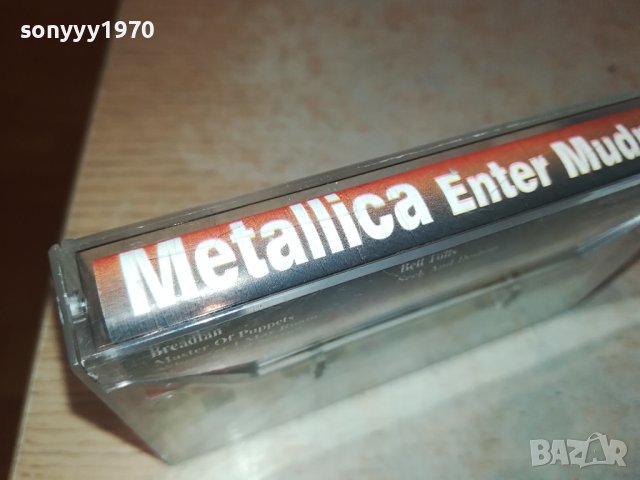 sonyyy1970
Metallica Enter Mud
Bell Tolls
Seek And Destroy
Breadfan
Master Of Puppets
BAZAR